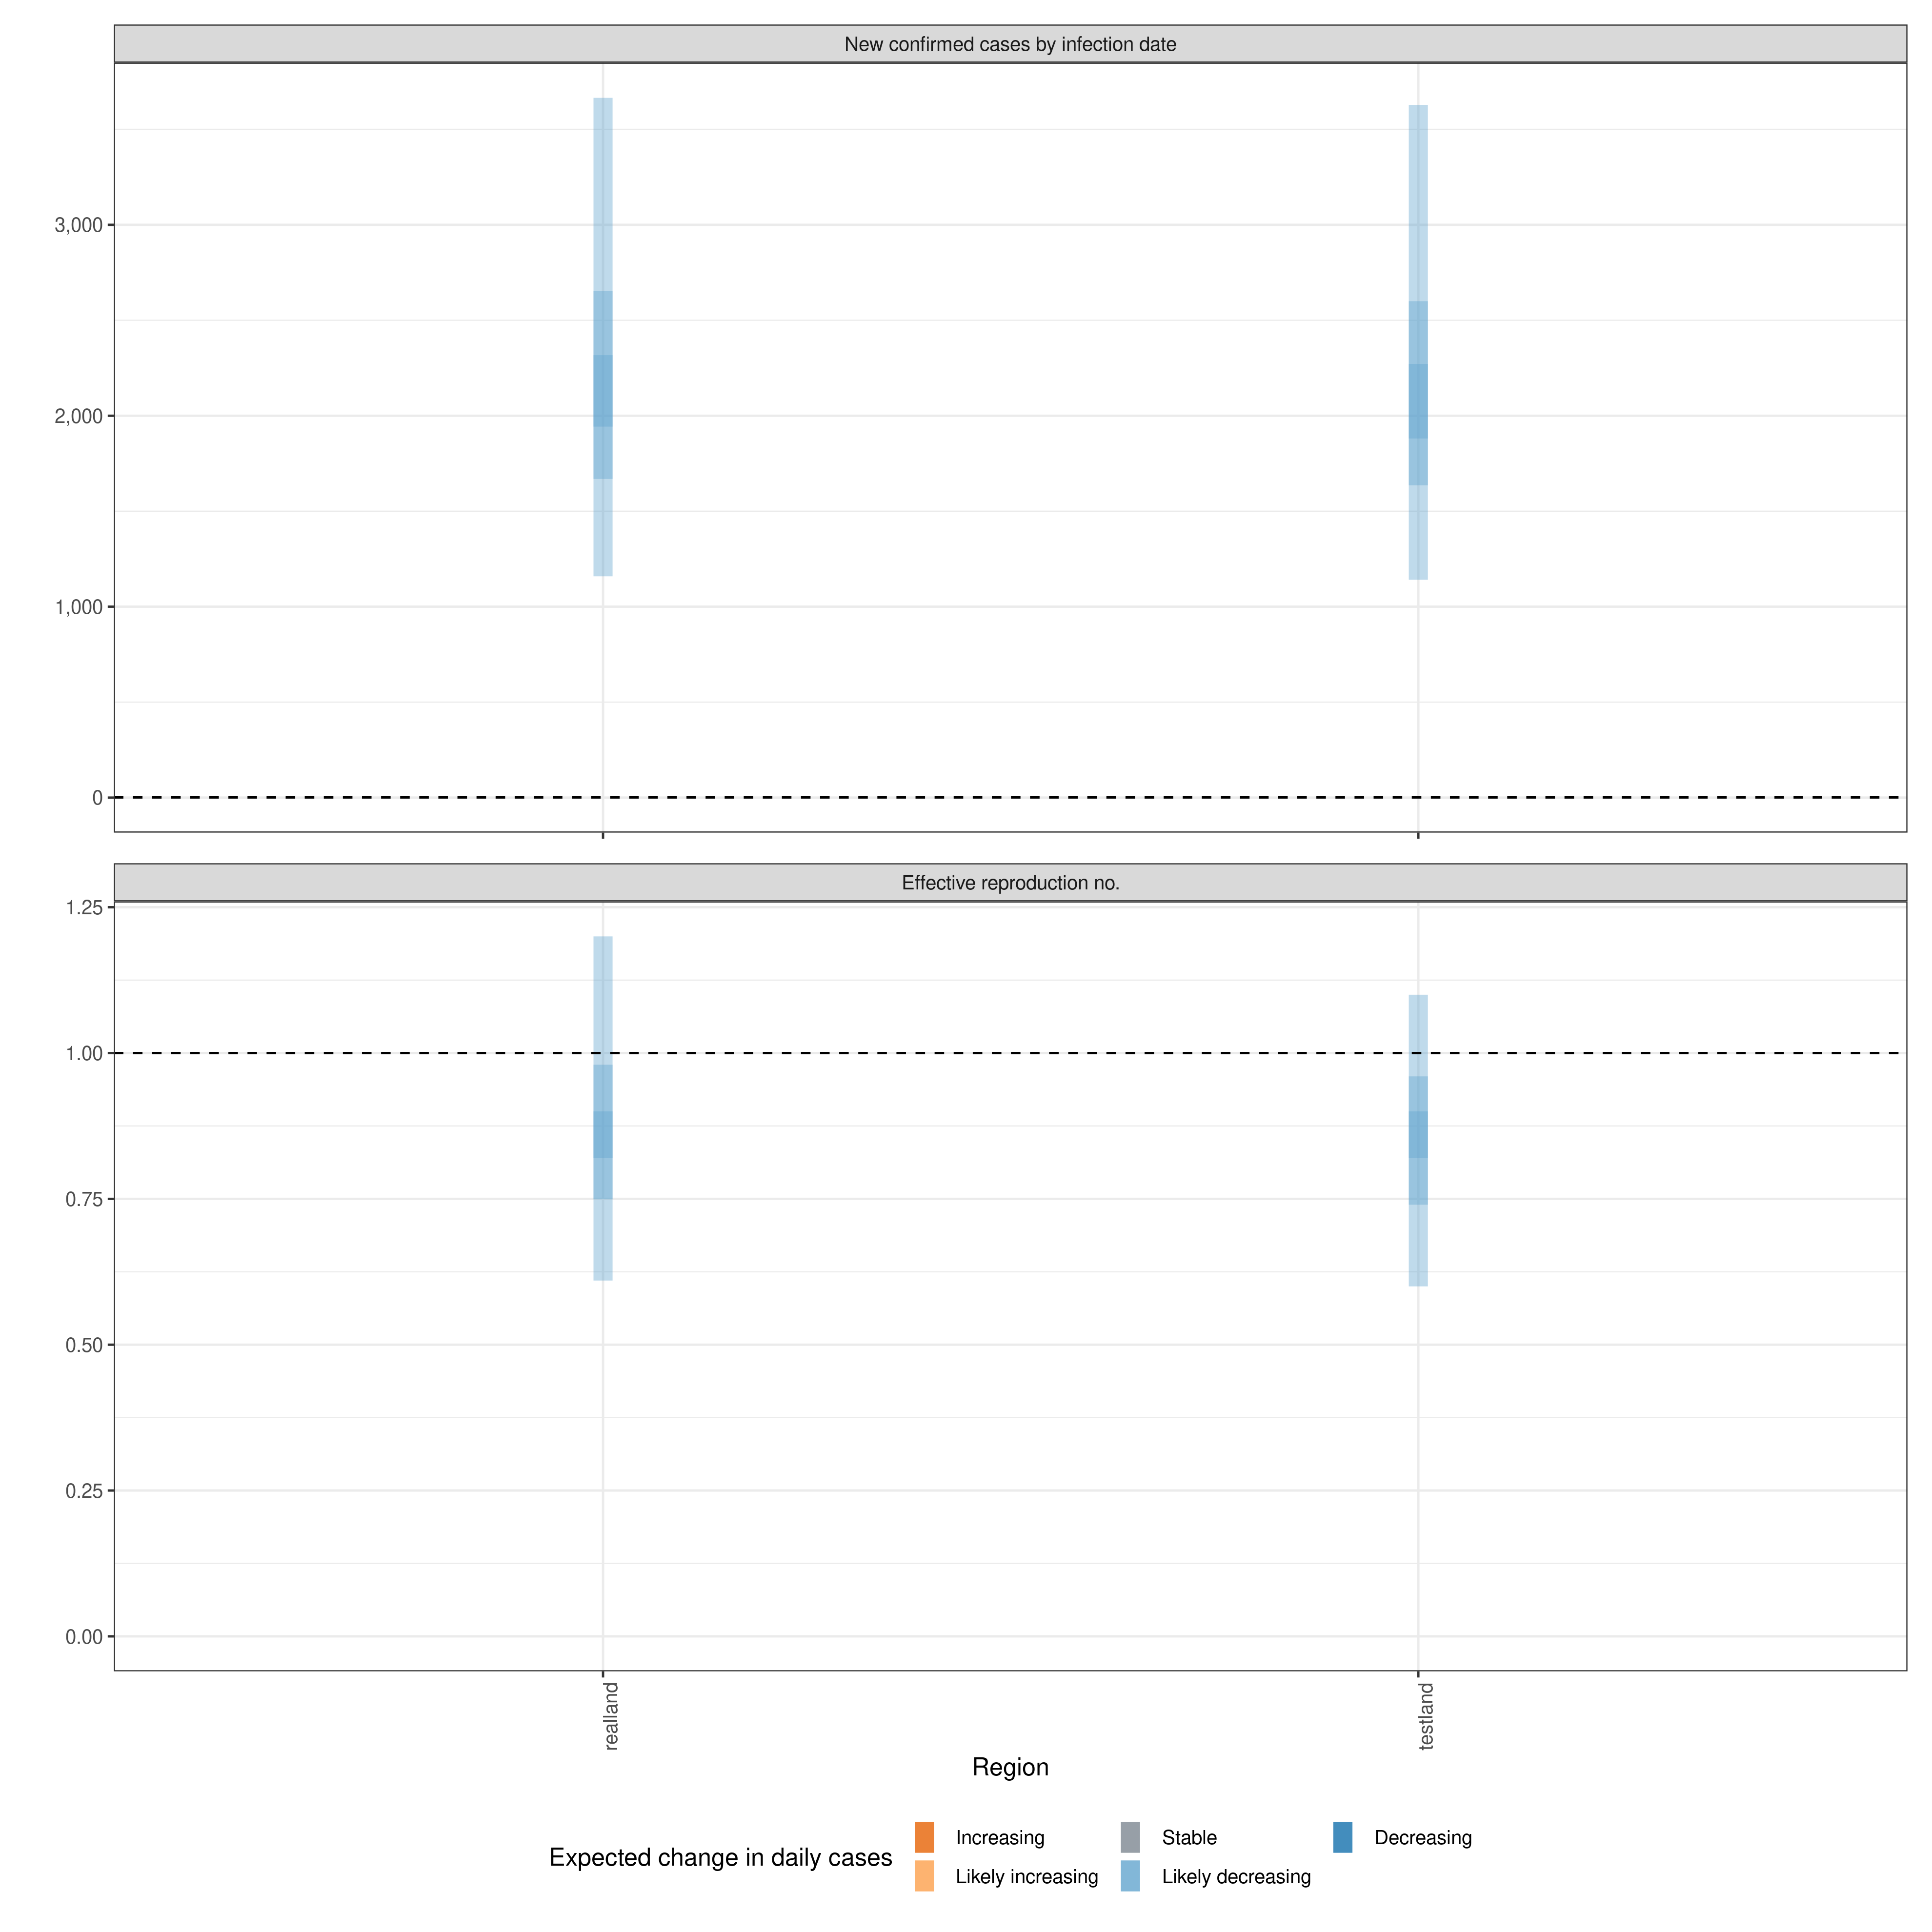 New confirmed cases by infection date
3,000
2,000
1,000
0
Effective reproduction no.
1.25
1.00
0.75
0.50
0.25
0.00
realland
testland
Region
Expected change in daily cases
Increasing
Stable
Decreasing
Likely increasing
Likely decreasing